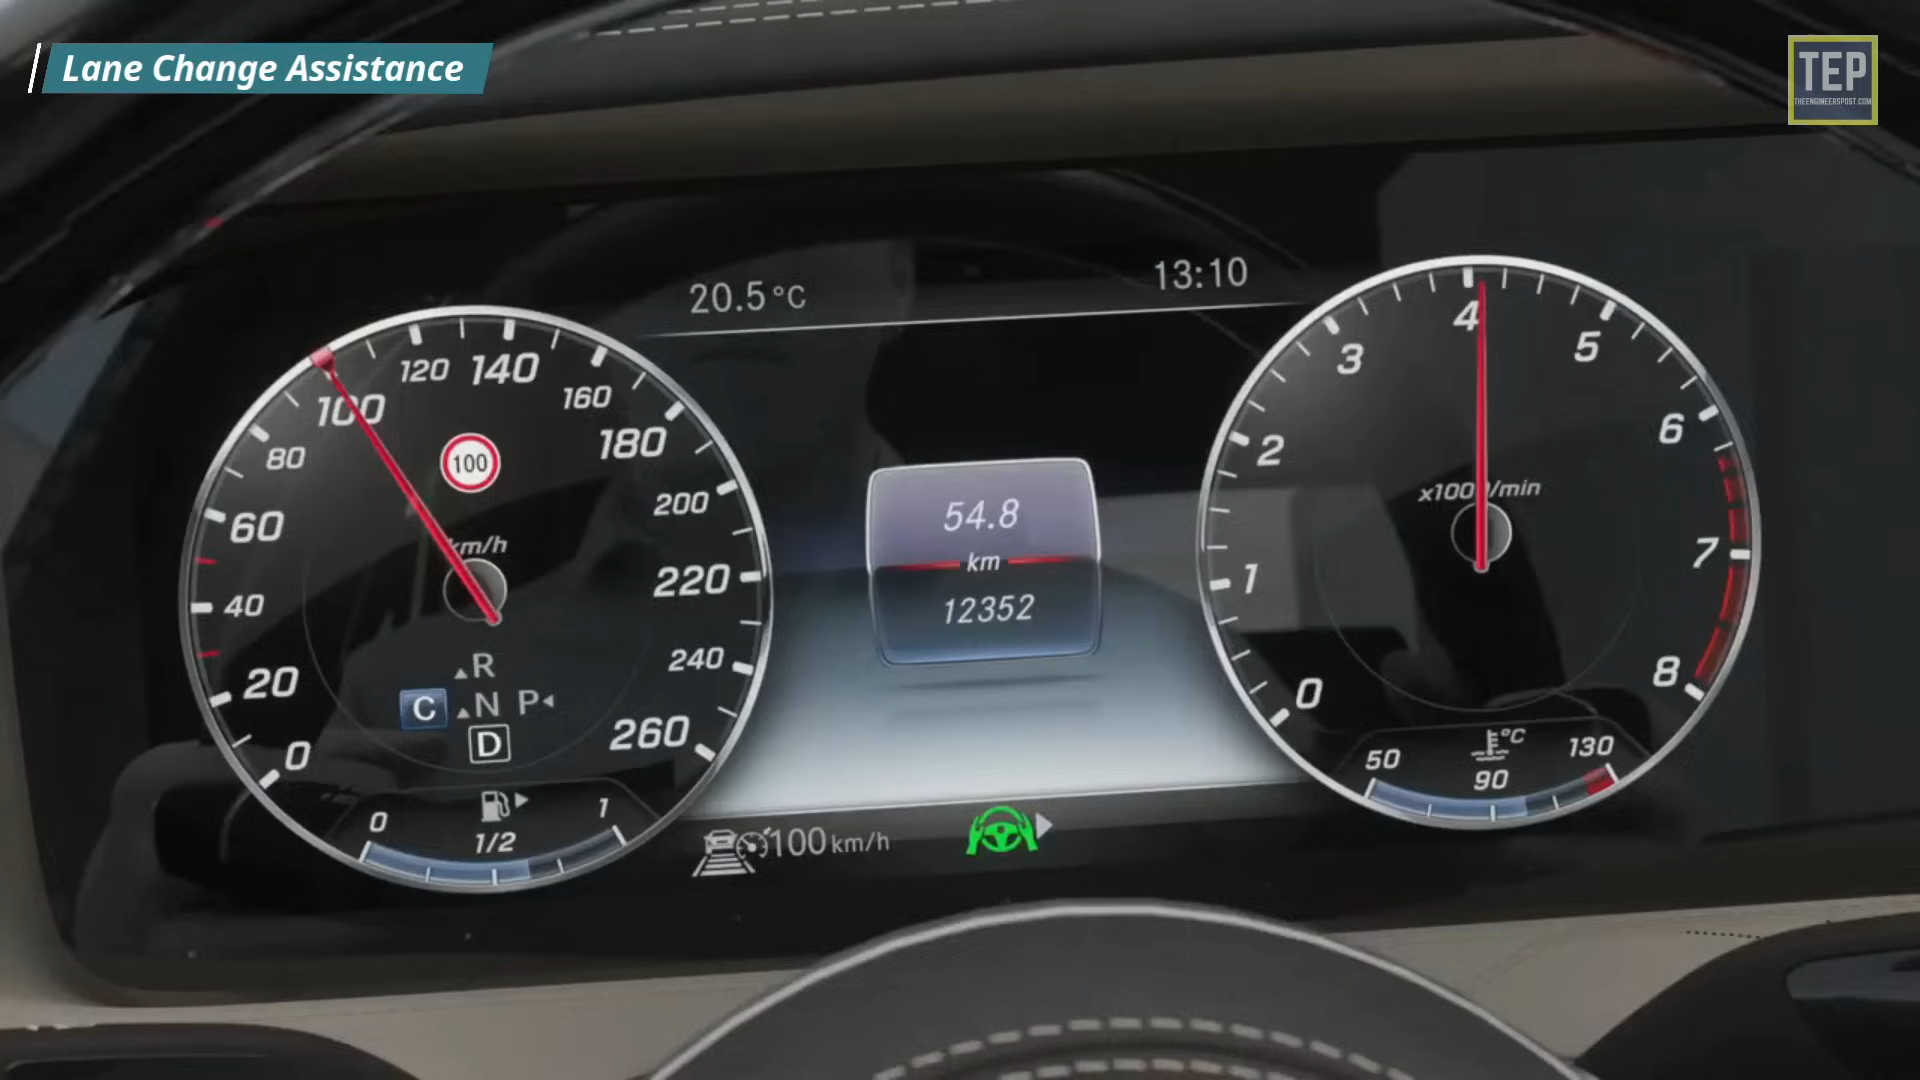 Lane Change Assistance
TEP
THEENGINEERSPOST.COM
20.5°C
13:10
0
20
40
60
80
100
120
140
160
180
200
220
240
260
100
km/h
R
C N P
D
0 1/2 1
54.8
km
12352
0
1
2
3
4
5
6
7
8
x1000/min
°C
50 90 130
100 km/h